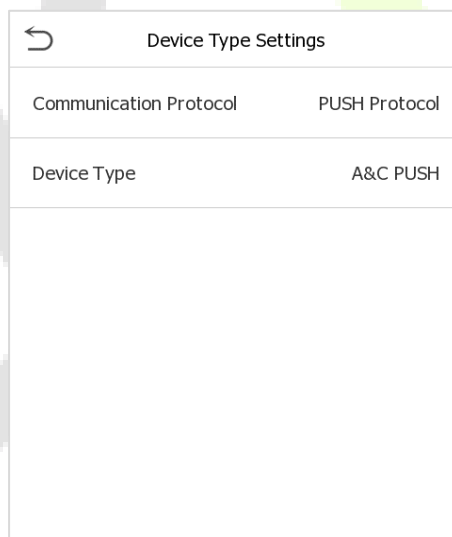 Device Type Settings
Communication Protocol PUSH Protocol
Device Type A&C PUSH